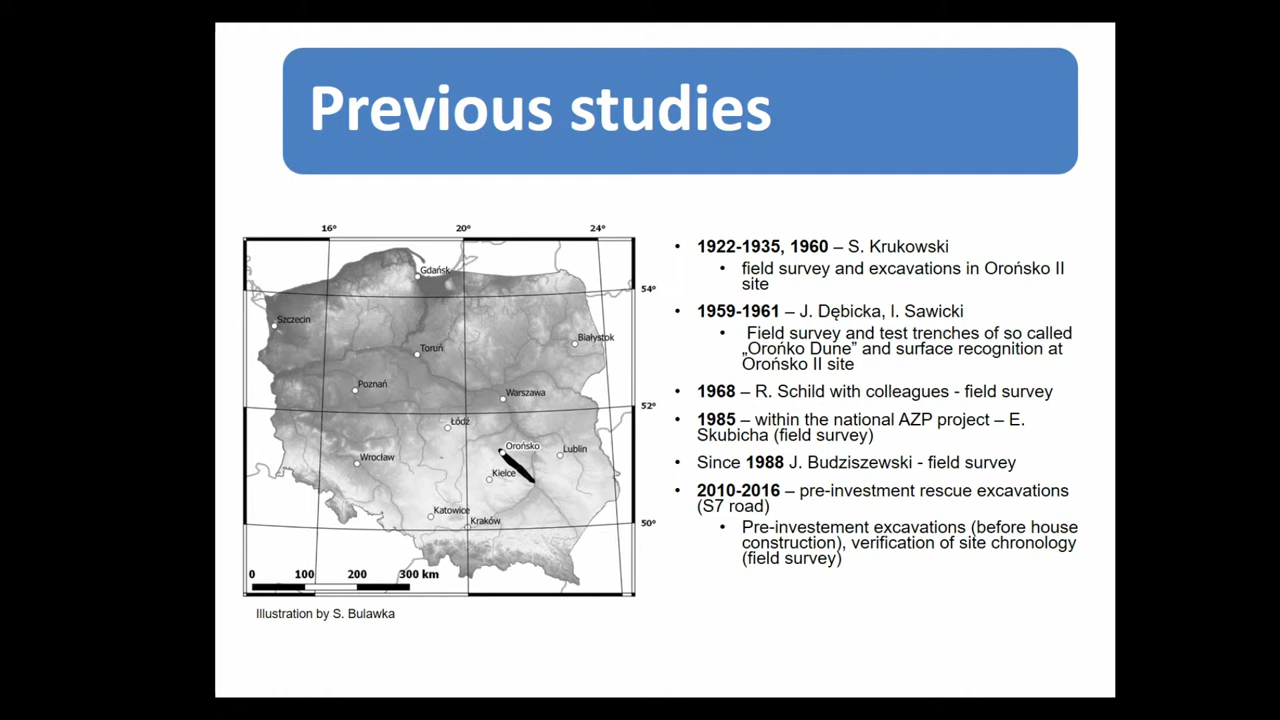 Previous studies
16° 20° 24°
Gdańsk
54°
Szczecin
Białystok
Toruń
Poznań
Warszawa
52°
Łódź
Orońsko
Lublin
Wrocław
Kielce
Katowice
Kraków
50°
0 100 200 300 km
Illustration by S. Bulawka
• 1922-1935, 1960 – S. Krukowski
• field survey and excavations in Orońsko II
site
• 1959-1961 – J. Dębicka, I. Sawicki
• Field survey and test trenches of so called
„Orońko Dune” and surface recognition at
Orońsko II site
• 1968 – R. Schild with colleagues - field survey
• 1985 – within the national AZP project – E.
Skubicha (field survey)
• Since 1988 J. Budziszewski - field survey
• 2010-2016 – pre-investment rescue excavations
(S7 road)
• Pre-investement excavations (before house
construction), verification of site chronology
(field survey)